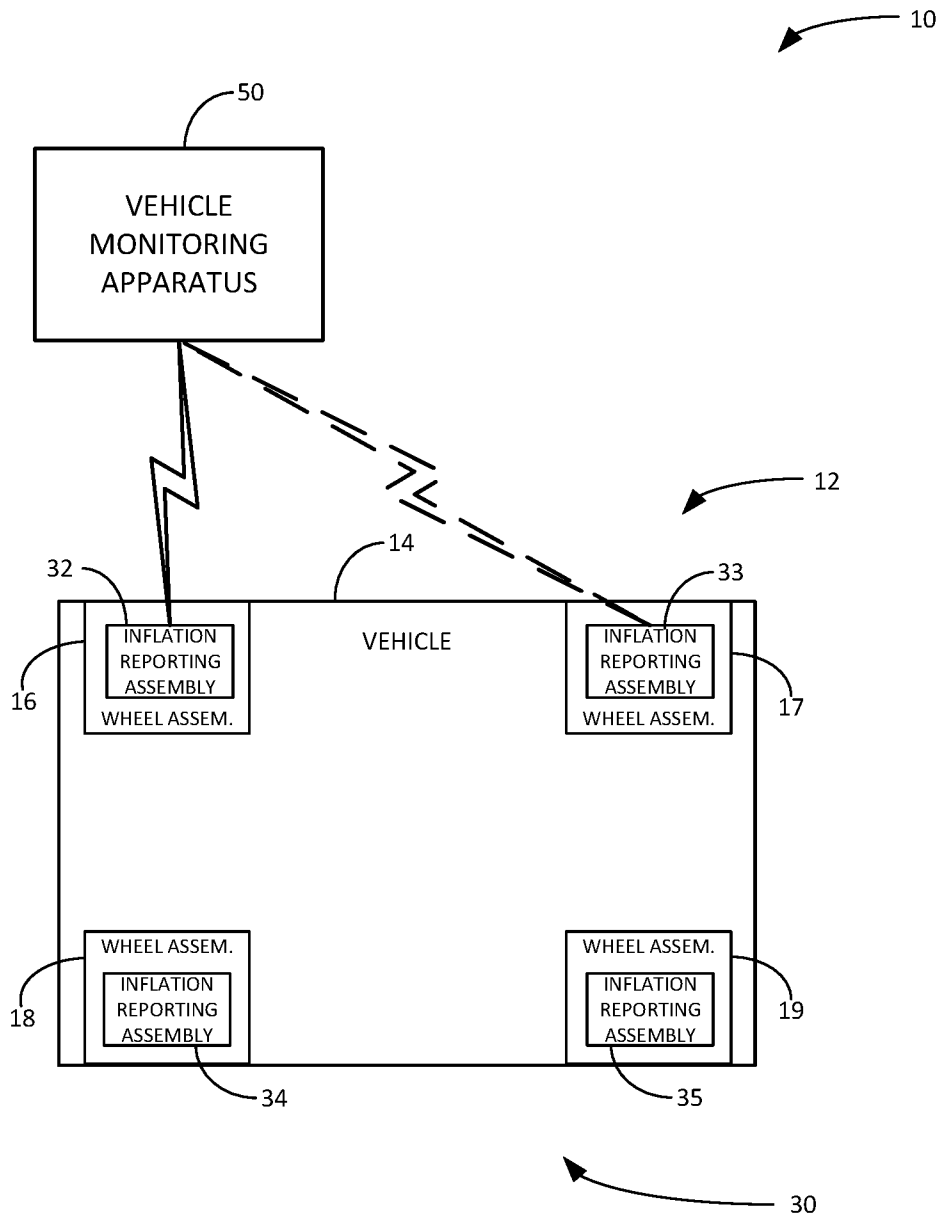 10
50
VEHICLE
MONITORING
APPARATUS
12
14
32
33
INFLATION
REPORTING
ASSEMBLY
WHEEL ASSEM.
16
VEHICLE
INFLATION
REPORTING
ASSEMBLY
WHEEL ASSEM.
17
WHEEL ASSEM.
INFLATION
REPORTING
ASSEMBLY
18
34
WHEEL ASSEM.
INFLATION
REPORTING
ASSEMBLY
19
35
30